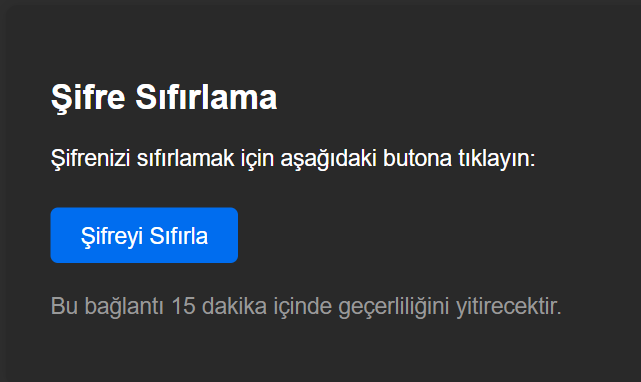 Şifre Sıfırlama
Şifrenizi sıfırlamak için aşağıdaki butona tıklayın:
Şifreyi Sıfırla
Bu bağlantı 15 dakika içinde geçerliliğini yitirecektir.